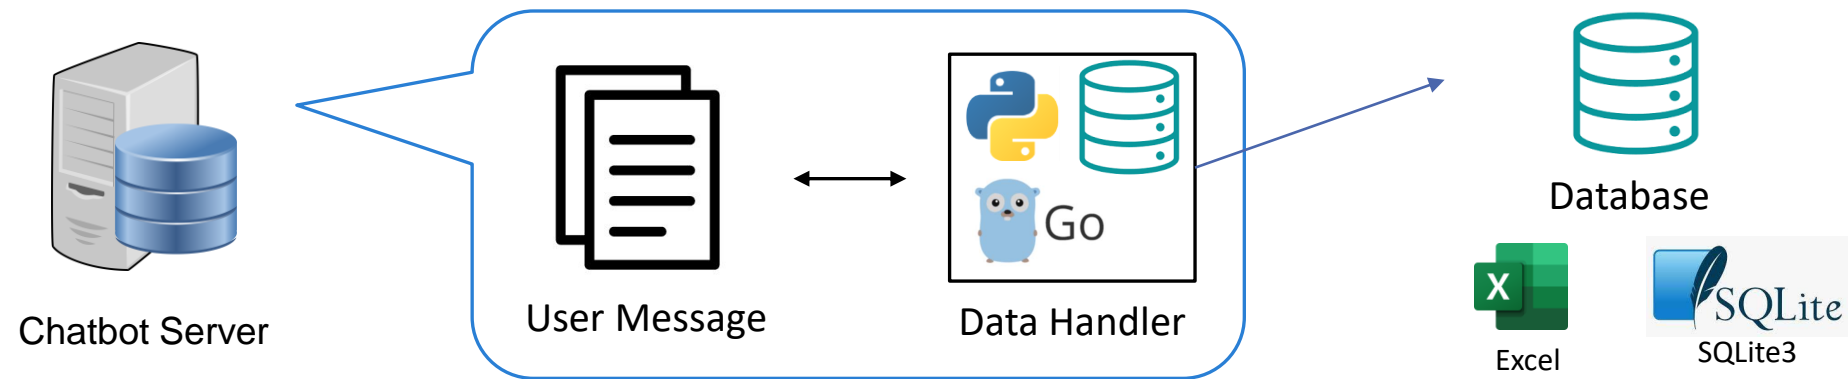 Chatbot Server
User Message
Go
Data Handler
Database
X
Excel
SQLite
SQLite3